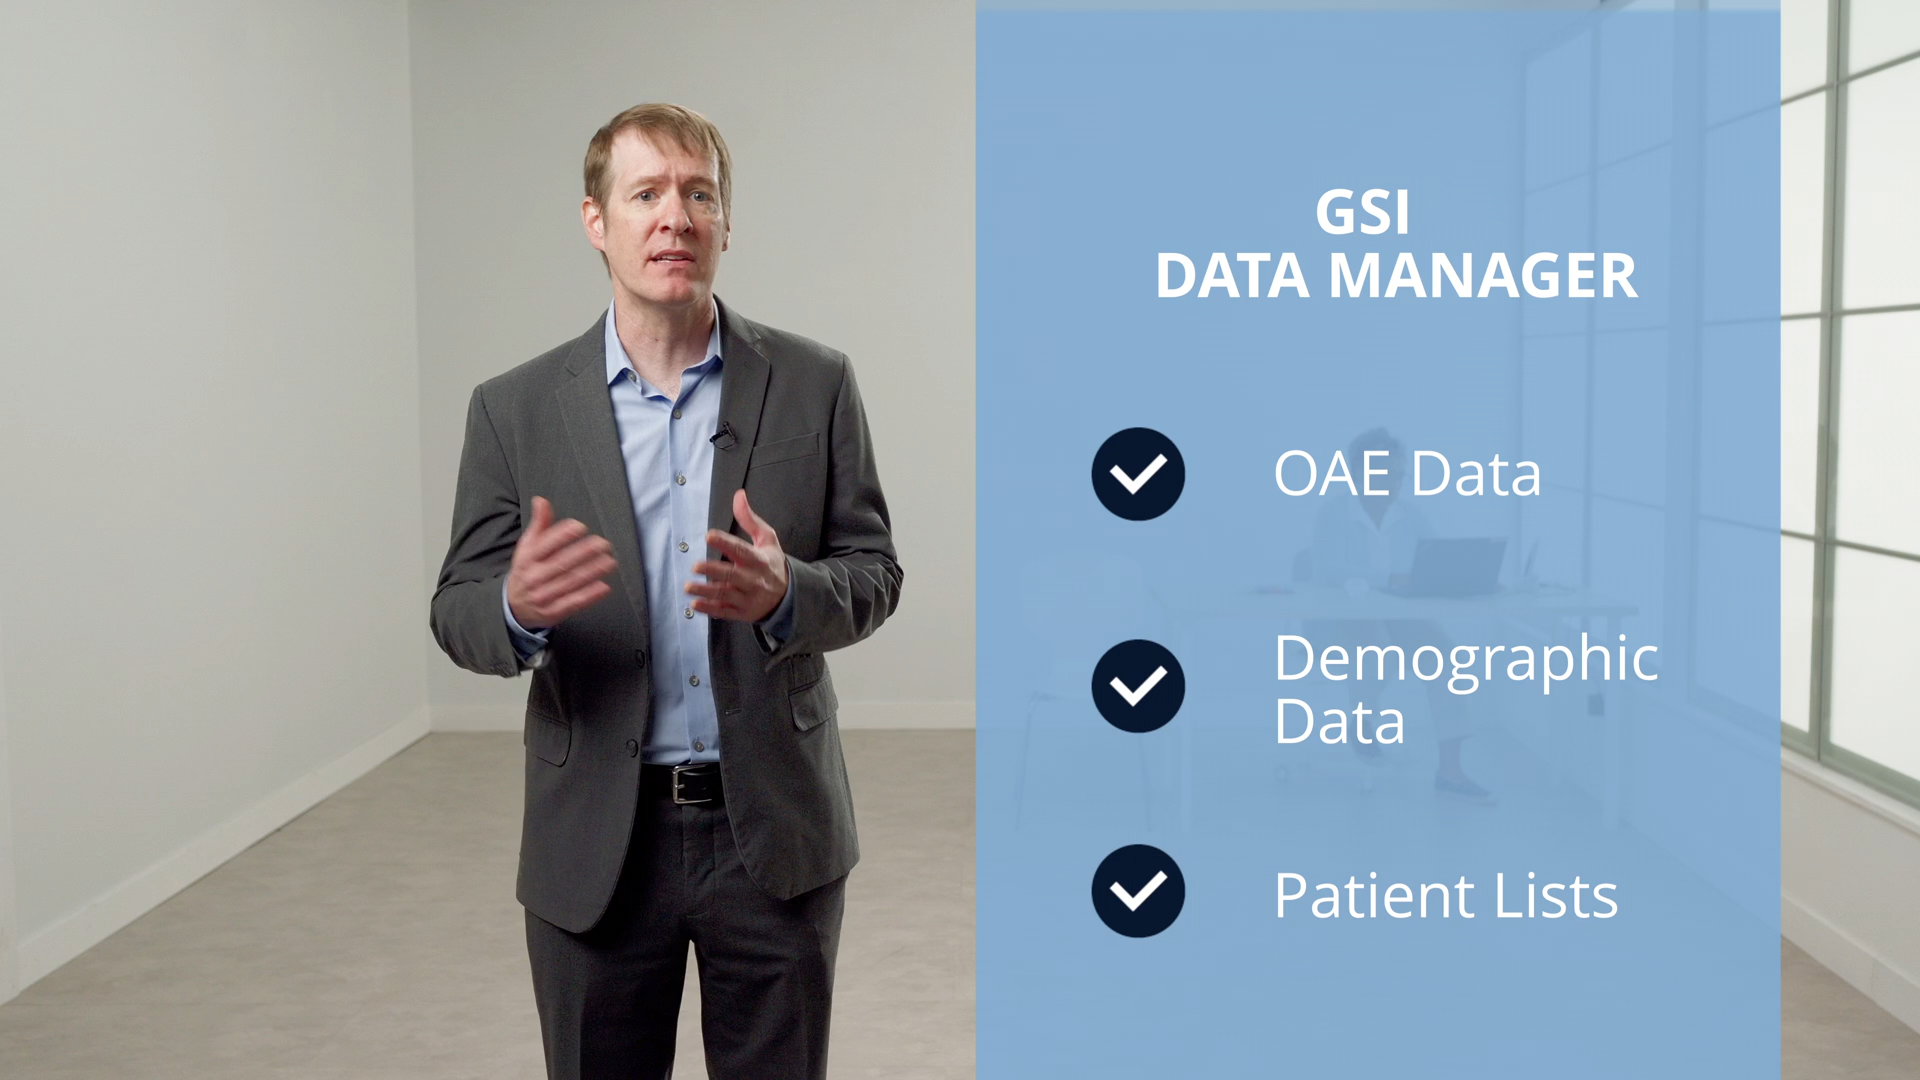 GSI
DATA MANAGER
OAE Data
Demographic
Data
Patient Lists